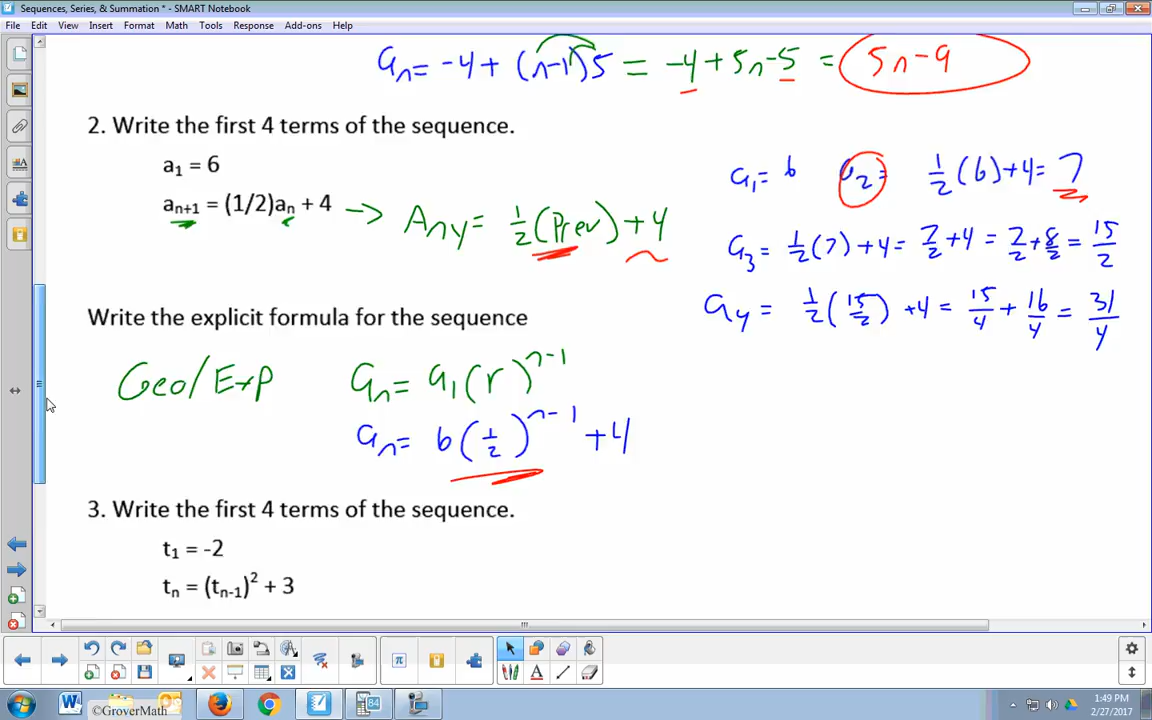 Sequences, Series, & Summation * - SMART Notebook
File Edit View Insert Format Math Tools Response Add-ons Help
aₙ = -4 + (n-1)5 = -4 + 5n - 5 = 5n - 9
2. Write the first 4 terms of the sequence.
a₁ = 6
aₙ₊₁ = (1/2)aₙ + 4 → Any = 1/2 (Prev) + 4
a₁ = 6 a₂ = 1/2 (6) + 4 = 7
a₃ = 1/2 (7) + 4 = 7/2 + 4 = 7/2 + 8/2 = 15/2
a₄ = 1/2 (15/2) + 4 = 15/4 + 16/4 = 31/4
Write the explicit formula for the sequence
Geo/Exp aₙ = a₁(r)ⁿ⁻¹
aₙ = 6(1/2)ⁿ⁻¹ + 4
3. Write the first 4 terms of the sequence.
t₁ = -2
tₙ = (tₙ₋₁)² + 3
©GroverMath
84
1:49 PM
2/27/2017